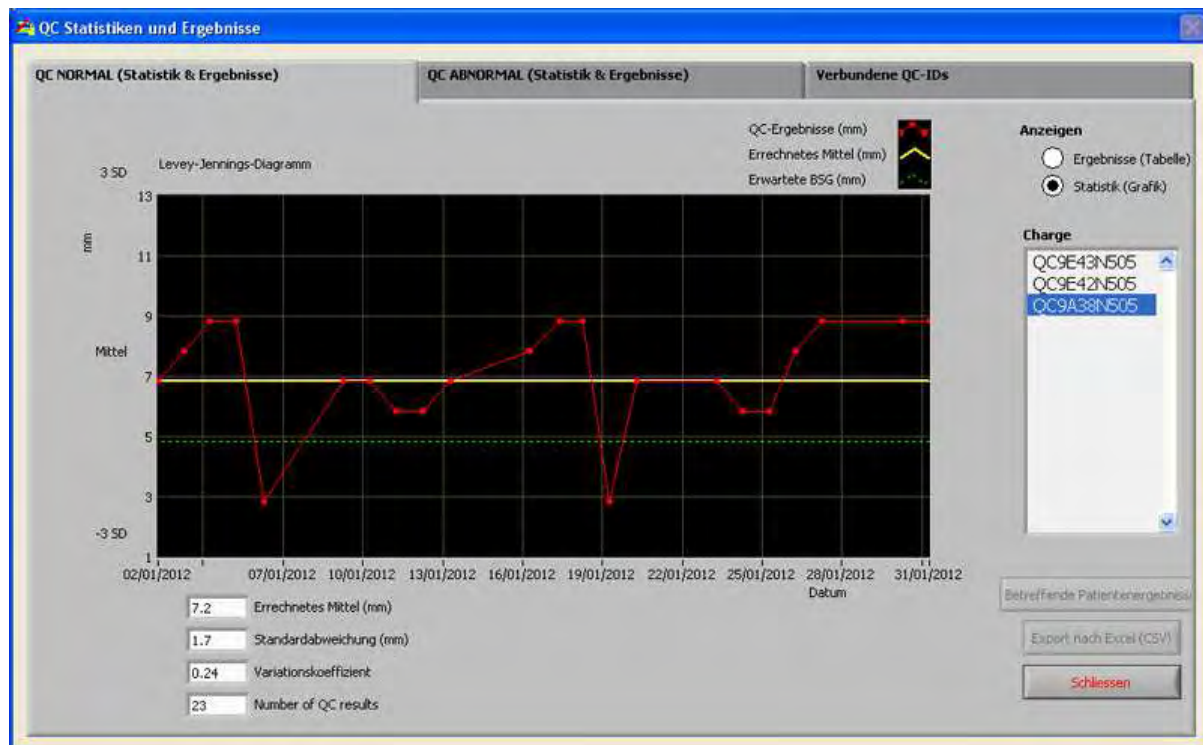 QC Statistiken und Ergebnisse
QC NORMAL (Statistik & Ergebnisse)
QC ABNORMAL (Statistik & Ergebnisse)
Verbundene QC-IDs
QC-Ergebnisse (mm)
Errechnetes Mittel (mm)
Erwartete BSG (mm)
Levey-Jennings-Diagramm
3 SD
mm
Mittel
-3 SD
13
11
9
7
5
3
1
02/01/2012 07/01/2012 10/01/2012 13/01/2012 16/01/2012 19/01/2012 22/01/2012 25/01/2012 28/01/2012 31/01/2012
Datum
7.2 Errechnetes Mittel (mm)
1.7 Standardabweichung (mm)
0.24 Variationskoeffizient
23 Number of QC results
Anzeigen
Ergebnisse (Tabelle)
Statistik (Grafik)
Charge
QC9E43N505
QC9E42N505
QC9A38N505
Betreffende Patientenergebniss
Export nach Excel (CSV)
Schliessen